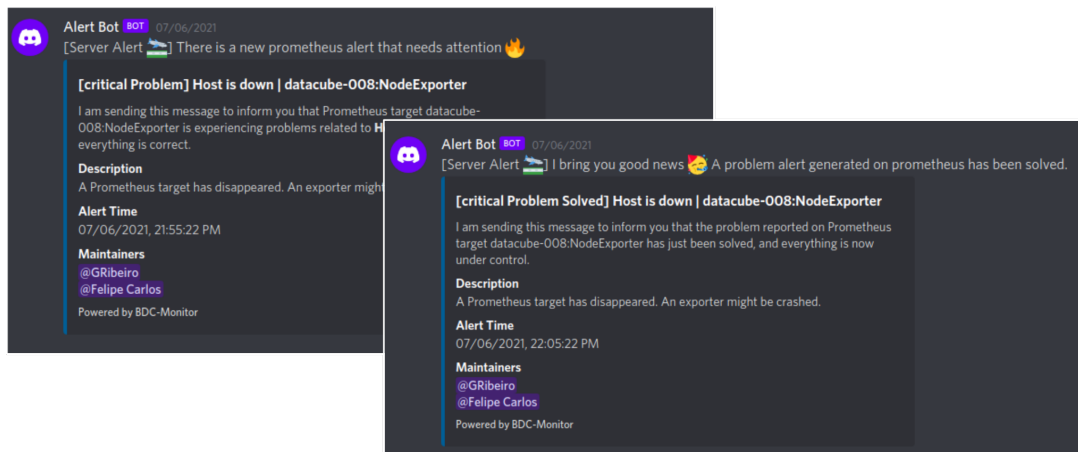 Alert Bot BOT 07/06/2021
[Server Alert ] There is a new prometheus alert that needs attention
[critical Problem] Host is down | datacube-008:NodeExporter
I am sending this message to inform you that Prometheus target datacube-
008:NodeExporter is experiencing problems related to
everything is correct.
Description
A Prometheus target has disappeared. An exporter might
Alert Time
07/06/2021, 21:55:22 PM
Maintainers
@GRibeiro
@Felipe Carlos
Powered by BDC-Monitor
Alert Bot BOT 07/06/2021
[Server Alert ] I bring you good news A problem alert generated on prometheus has been solved.
[critical Problem Solved] Host is down | datacube-008:NodeExporter
I am sending this message to inform you that the problem reported on Prometheus
target datacube-008:NodeExporter has just been solved, and everything is now
under control.
Description
A Prometheus target has disappeared. An exporter might be crashed.
Alert Time
07/06/2021, 22:05:22 PM
Maintainers
@GRibeiro
@Felipe Carlos
Powered by BDC-Monitor